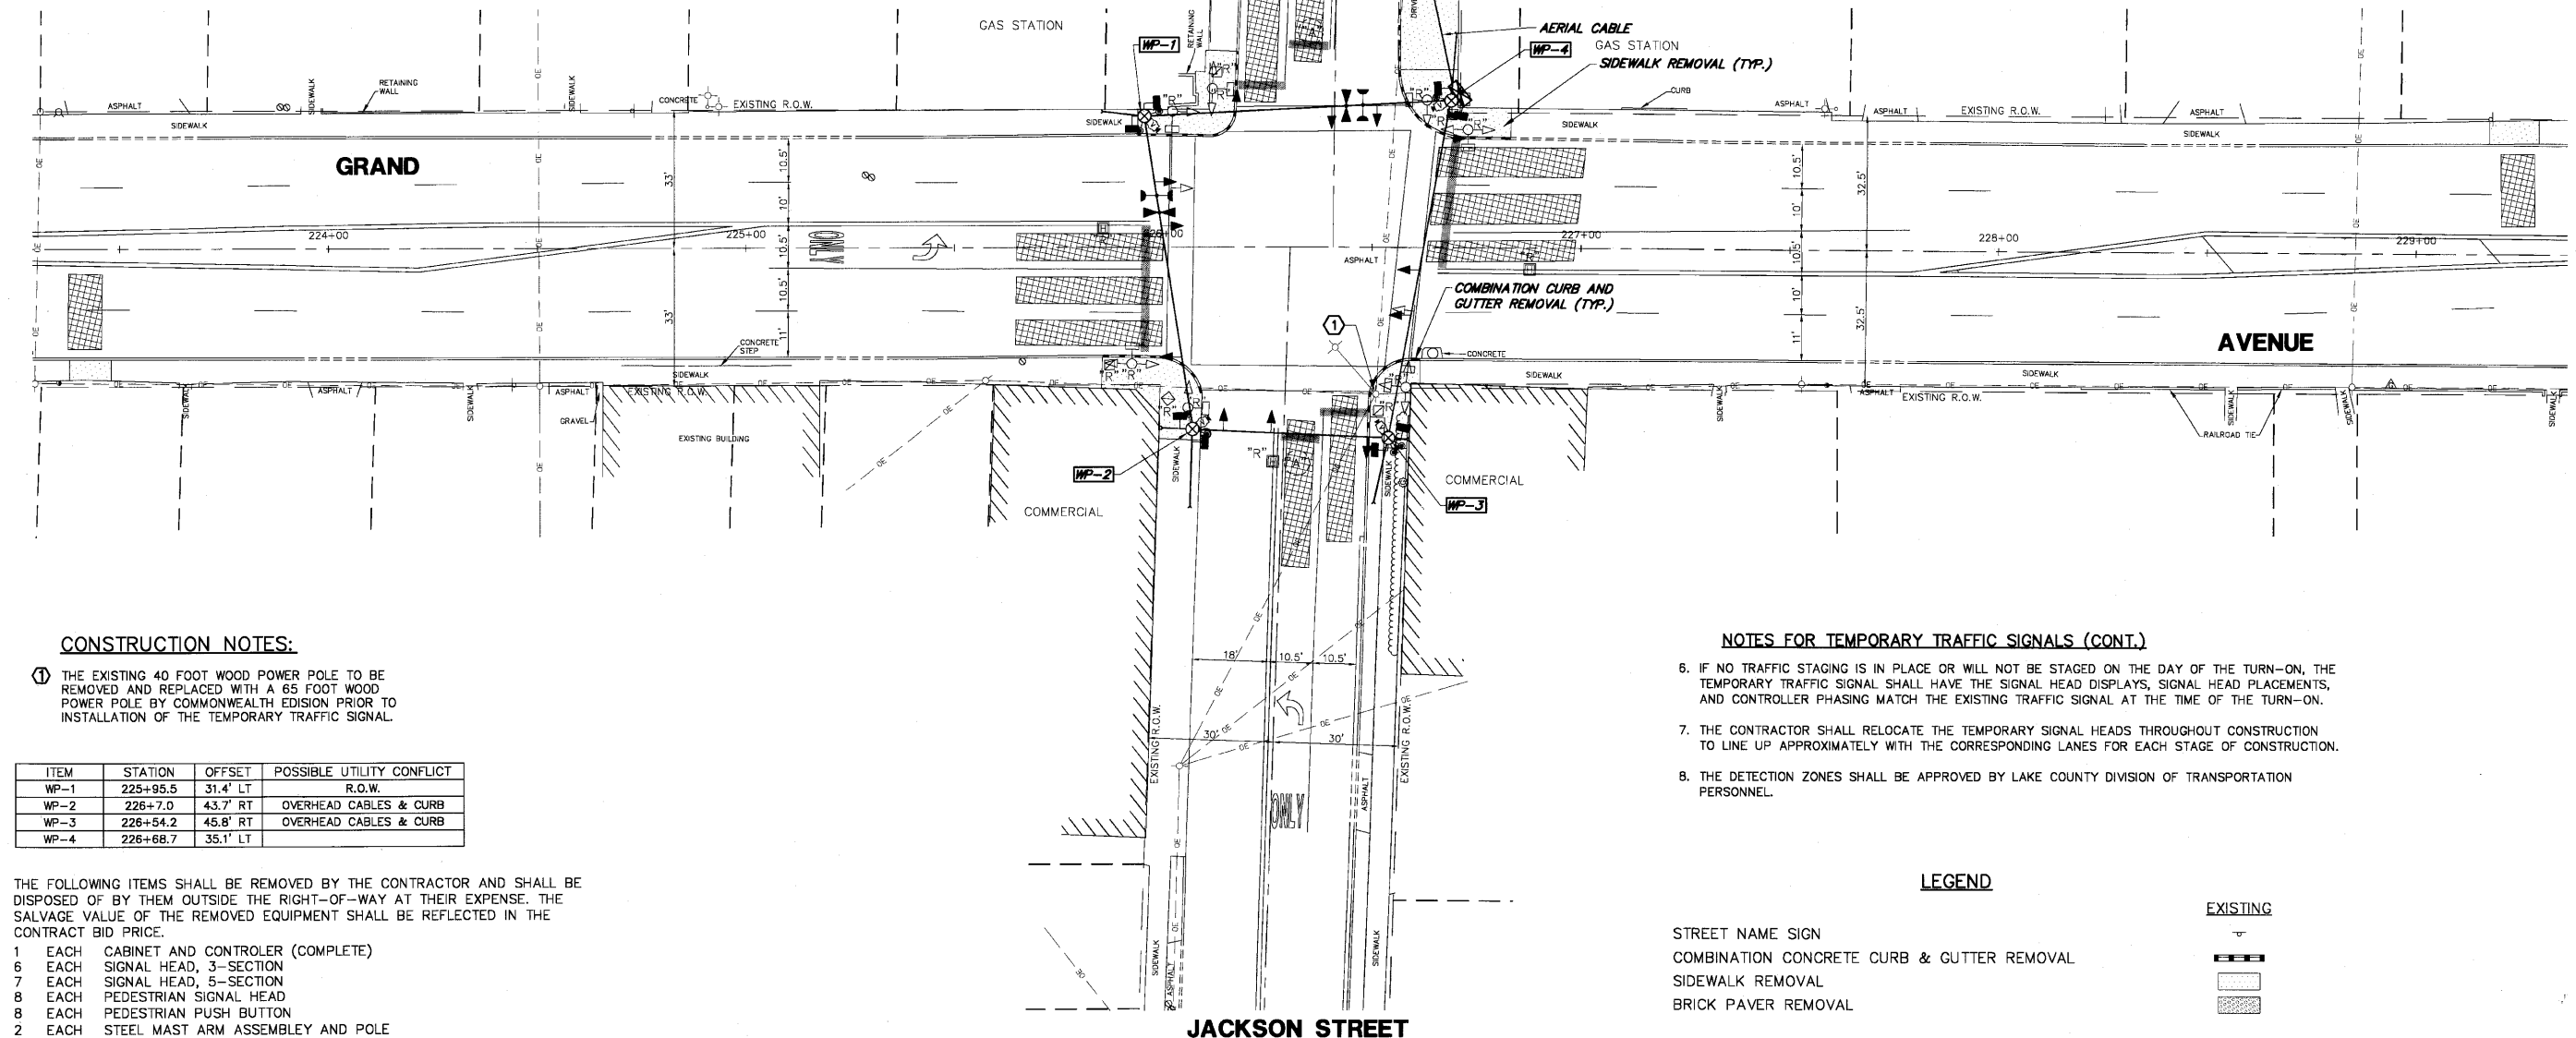 GAS STATION
WP-1
RETAINING
WALL
AERIAL CABLE
WP-4
GAS STATION
SIDEWALK REMOVAL (TYP.)
ASPHALT
SIDEWALK
RETAINING
WALL
SIDEWALK
CONCRETE
EXISTING R.O.W.
SIDEWALK
"R"
"R"
CURB
ASPHALT
ASPHALT
EXISTING R.O.W.
ASPHALT
SIDEWALK
SIDEWALK
SIDEWALK
GRAND
33'
10.5'
10'
10.5'
10.5'
11'
33'
10.5'
10'
10.5'
10'
11'
32.5'
32.5'
224+00
225+00
226+00
227+00
228+00
229+00
ONLY
ASPHALT
"R"
COMBINATION CURB AND
GUTTER REMOVAL (TYP.)
1
CONCRETE
STEP
CONCRETE
AVENUE
SIDEWALK
SIDEWALK
SIDEWALK
ASPHALT
ASPHALT
EXISTING R.O.W.
ASPHALT
EXISTING R.O.W.
SIDEWALK
SIDEWALK
GRAVEL
EXISTING BUILDING
SIDEWALK
SIDEWALK
SIDEWALK
SIDEWALK
RAILROAD TIE
OE
WP-2
SIDEWALK
"R"
SIDEWALK
COMMERCIAL
WP-3
COMMERCIAL
18'
10.5'
10.5'
30'
30'
EXISTING R.O.W.
EXISTING R.O.W.
ONLY
ASPHALT
SIDEWALK
ASPHALT
SIDEWALK
30
JACKSON STREET
CONSTRUCTION NOTES:
1 THE EXISTING 40 FOOT WOOD POWER POLE TO BE
REMOVED AND REPLACED WITH A 65 FOOT WOOD
POWER POLE BY COMMONWEALTH EDISION PRIOR TO
INSTALLATION OF THE TEMPORARY TRAFFIC SIGNAL.
ITEM STATION OFFSET POSSIBLE UTILITY CONFLICT
WP-1 225+95.5 31.4' LT R.O.W.
WP-2 226+7.0 43.7' RT OVERHEAD CABLES & CURB
WP-3 226+54.2 45.8' RT OVERHEAD CABLES & CURB
WP-4 226+68.7 35.1' LT
THE FOLLOWING ITEMS SHALL BE REMOVED BY THE CONTRACTOR AND SHALL BE
DISPOSED OF BY THEM OUTSIDE THE RIGHT-OF-WAY AT THEIR EXPENSE. THE
SALVAGE VALUE OF THE REMOVED EQUIPMENT SHALL BE REFLECTED IN THE
CONTRACT BID PRICE.
1 EACH CABINET AND CONTROLER (COMPLETE)
6 EACH SIGNAL HEAD, 3-SECTION
7 EACH SIGNAL HEAD, 5-SECTION
8 EACH PEDESTRIAN SIGNAL HEAD
8 EACH PEDESTRIAN PUSH BUTTON
2 EACH STEEL MAST ARM ASSEMBLEY AND POLE
NOTES FOR TEMPORARY TRAFFIC SIGNALS (CONT.)
6. IF NO TRAFFIC STAGING IS IN PLACE OR WILL NOT BE STAGED ON THE DAY OF THE TURN-ON, THE
TEMPORARY TRAFFIC SIGNAL SHALL HAVE THE SIGNAL HEAD DISPLAYS, SIGNAL HEAD PLACEMENTS,
AND CONTROLLER PHASING MATCH THE EXISTING TRAFFIC SIGNAL AT THE TIME OF THE TURN-ON.
7. THE CONTRACTOR SHALL RELOCATE THE TEMPORARY SIGNAL HEADS THROUGHOUT CONSTRUCTION
TO LINE UP APPROXIMATELY WITH THE CORRESPONDING LANES FOR EACH STAGE OF CONSTRUCTION.
8. THE DETECTION ZONES SHALL BE APPROVED BY LAKE COUNTY DIVISION OF TRANSPORTATION
PERSONNEL.
LEGEND
EXISTING
STREET NAME SIGN
COMBINATION CONCRETE CURB & GUTTER REMOVAL
SIDEWALK REMOVAL
BRICK PAVER REMOVAL